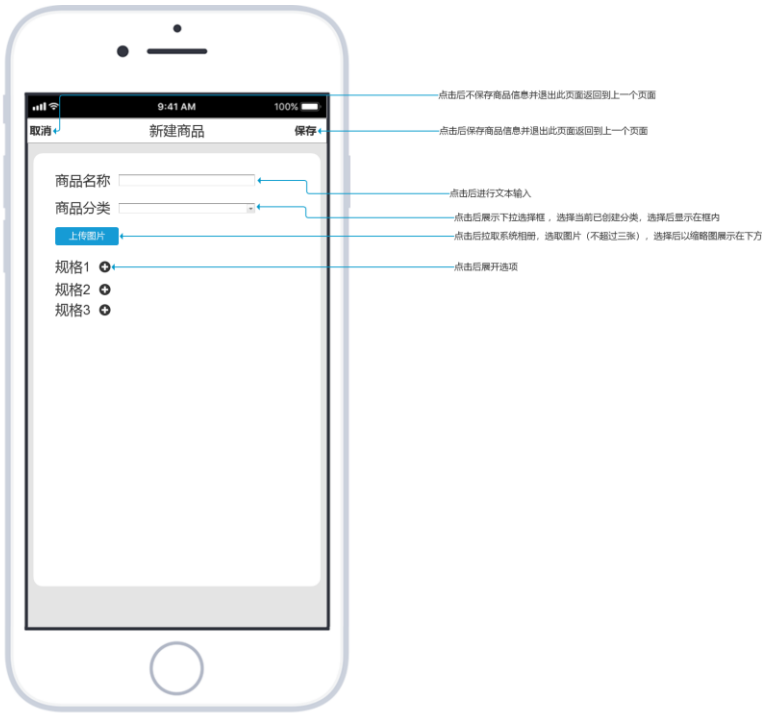 点击后不保存商品信息并退出此页面返回到上一个页面
9:41 AM
100%
取消
新建商品
保存
点击后保存商品信息并退出此页面返回到上一个页面
商品名称
点击后进行文本输入
商品分类
点击后展示下拉选择框，选择当前已创建分类，选择后显示在框内
上传图片
点击后拉取系统相册，选取图片（不超过三张），选择后以缩略图展示在下方
规格1
点击后展开选项
规格2
规格3